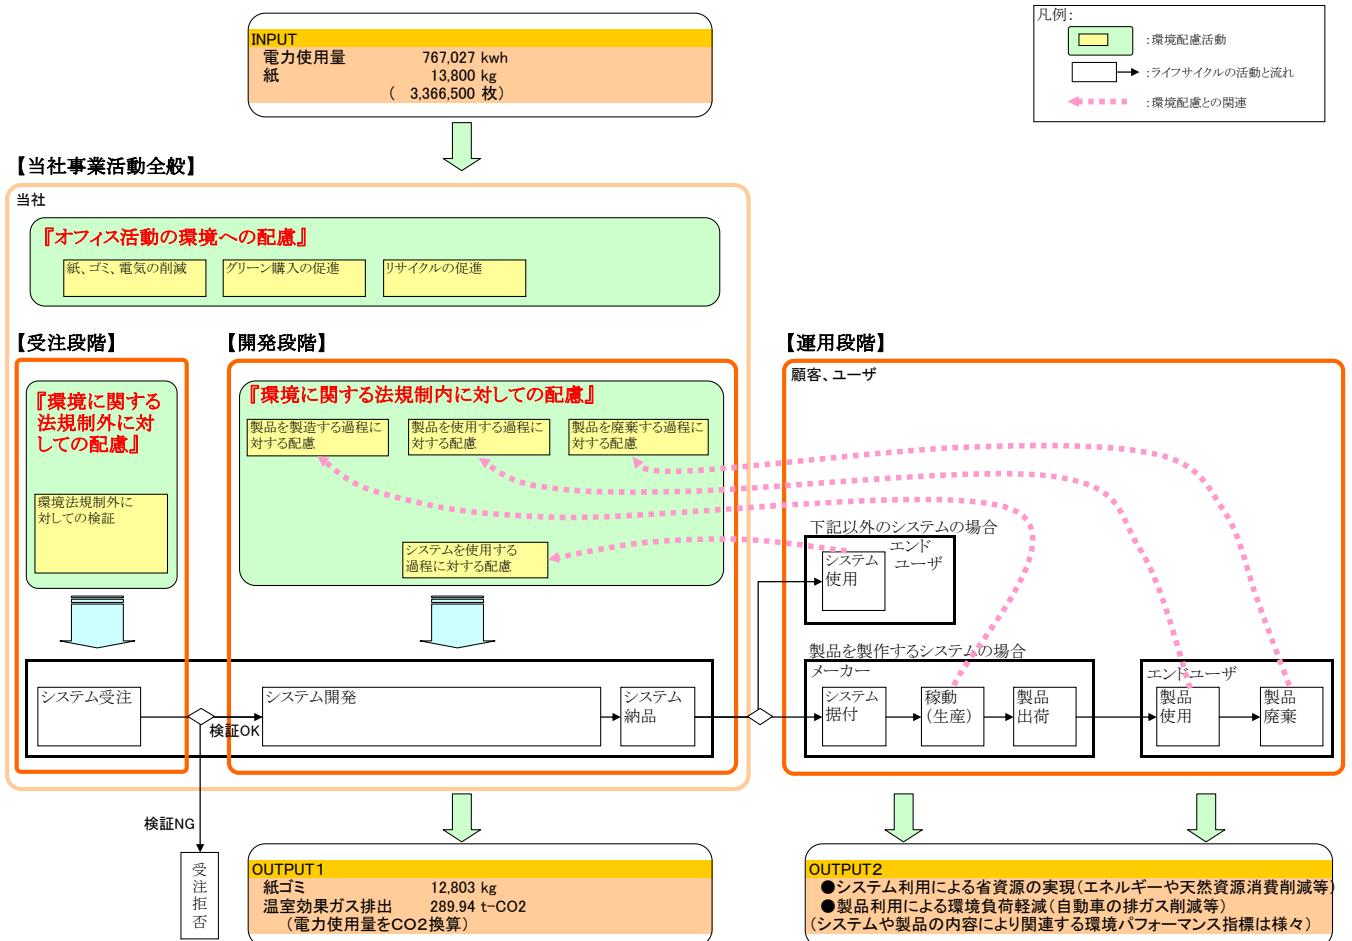 凡例:
:環境配慮活動
:ライフサイクルの活動と流れ
:環境配慮との関連
INPUT
電力使用量 767,027 kwh
紙 13,800 kg
( 3,366,500 枚)
【当社事業活動全般】
当社
『オフィス活動の環境への配慮』
紙、ゴミ、電気の削減
グリーン購入の促進
リサイクルの促進
【受注段階】
【開発段階】
【運用段階】
『環境に関する
法規制外に対
しての配慮』
環境法規制外に
対しての検証
『環境に関する法規制内に対しての配慮』
製品を製造する過程に
対する配慮
製品を使用する過程に
対する配慮
製品を廃棄する過程に
対する配慮
システムを使用する
過程に対する配慮
顧客、ユーザ
下記以外のシステムの場合
エンド
ユーザ
システム
使用
製品を製作するシステムの場合
メーカー
システム
据付
稼動
(生産)
製品
出荷
エンドユーザ
製品
使用
製品
廃棄
システム受注
検証OK
システム開発
システム
納品
検証NG
受
注
拒
否
OUTPUT1
紙ゴミ 12,803 kg
温室効果ガス排出 289.94 t-CO2
(電力使用量をCO2換算)
OUTPUT2
●システム利用による省資源の実現(エネルギーや天然資源消費削減等)
●製品利用による環境負荷軽減(自動車の排ガス削減等)
(システムや製品の内容により関連する環境パフォーマンス指標は様々)